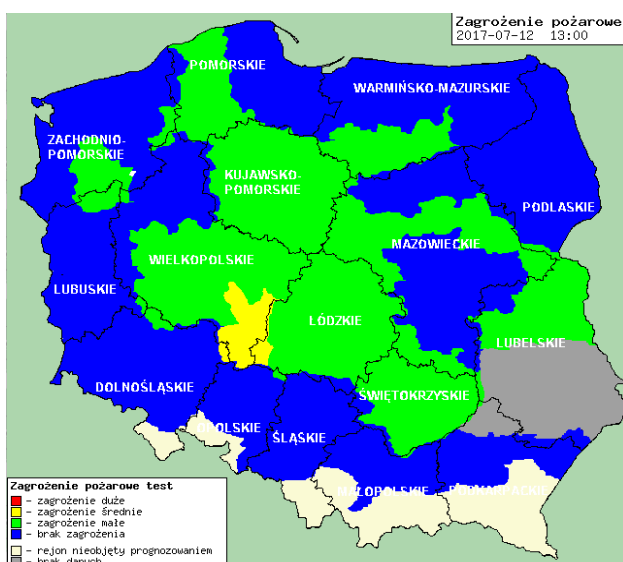 Zagrożenie pożarowe
2017-07-12 13:00
POMORSKIE
WARMIŃSKO-MAZURSKIE
ZACHODNIO-
POMORSKIE
KUJAWSKO-
POMORSKIE
PODLASKIE
MAZOWIECKIE
WIELKOPOLSKIE
LUBUSKIE
ŁÓDZKIE
LUBELSKIE
DOLNOŚLĄSKIE
ŚWIĘTOKRZYSKIE
OPOLSKIE
ŚLĄSKIE
MAŁOPOLSKIE
PODKARPACKIE
Zagrożenie pożarowe test
- zagrożenie duże
- zagrożenie średnie
- zagrożenie małe
- brak zagrożenia
- rejon nieobjęty prognozowaniem
- brak danych